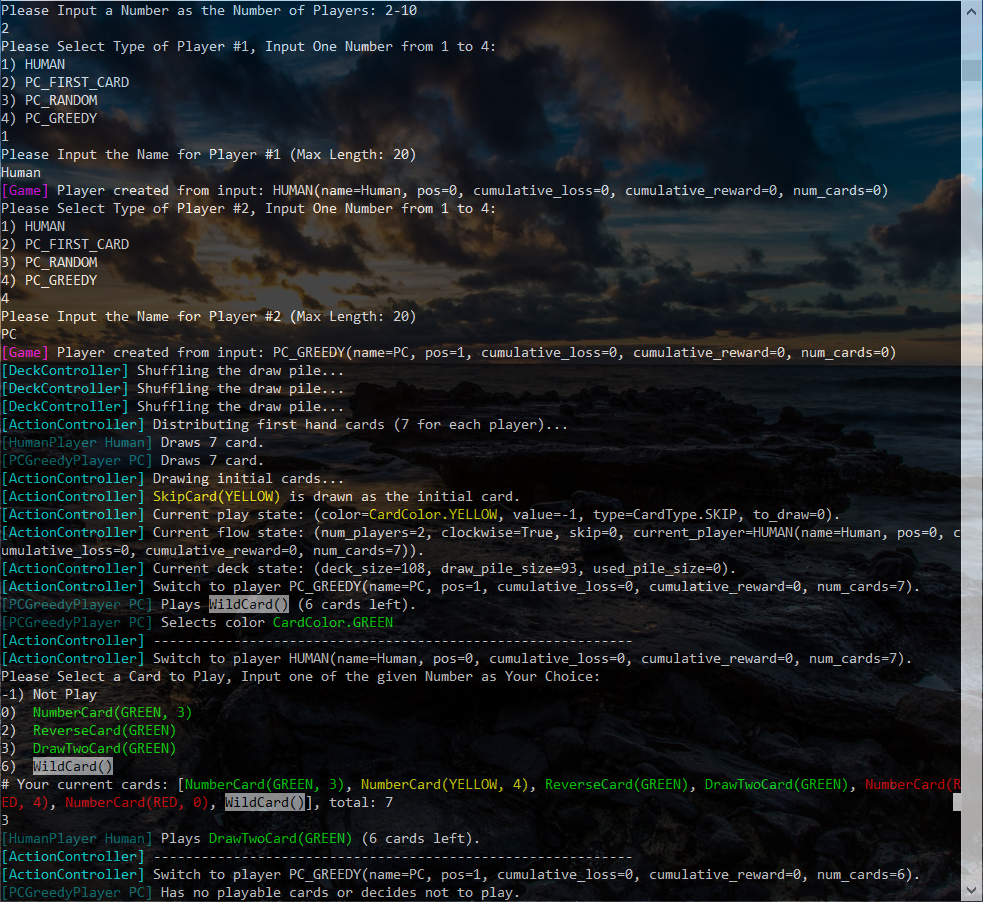 Please Input a Number as the Number of Players: 2-10
2
Please Select Type of Player #1, Input One Number from 1 to 4:
1) HUMAN
2) PC_FIRST_CARD
3) PC_RANDOM
4) PC_GREEDY
1
Please Input the Name for Player #1 (Max Length: 20)
Human
[Game] Player created from input: HUMAN(name=Human, pos=0, cumulative_loss=0, cumulative_reward=0, num_cards=0)
Please Select Type of Player #2, Input One Number from 1 to 4:
1) HUMAN
2) PC_FIRST_CARD
3) PC_RANDOM
4) PC_GREEDY
4
Please Input the Name for Player #2 (Max Length: 20)
PC
[Game] Player created from input: PC_GREEDY(name=PC, pos=1, cumulative_loss=0, cumulative_reward=0, num_cards=0)
[DeckController] Shuffling the draw pile...
[DeckController] Shuffling the draw pile...
[DeckController] Shuffling the draw pile...
[ActionController] Distributing first hand cards (7 for each player)...
[HumanPlayer Human] Draws 7 card.
[PCGreedyPlayer PC] Draws 7 card.
[ActionController] Drawing initial cards...
[ActionController] SkipCard(YELLOW) is drawn as the initial card.
[ActionController] Current play state: (color=CardColor.YELLOW, value=-1, type=CardType.SKIP, to_draw=0).
[ActionController] Current flow state: (num_players=2, clockwise=True, skip=0, current_player=HUMAN(name=Human, pos=0, c
umulative_loss=0, cumulative_reward=0, num_cards=7)).
[ActionController] Current deck state: (deck_size=108, draw_pile_size=93, used_pile_size=0).
[ActionController] Switch to player PC_GREEDY(name=PC, pos=1, cumulative_loss=0, cumulative_reward=0, num_cards=7).
[PCGreedyPlayer PC] Plays WildCard() (6 cards left).
[PCGreedyPlayer PC] Selects color CardColor.GREEN
[ActionController] ------------------------------------------------------------
[ActionController] Switch to player HUMAN(name=Human, pos=0, cumulative_loss=0, cumulative_reward=0, num_cards=7).
Please Select a Card to Play, Input one of the given Number as Your Choice:
-1) Not Play
0)  NumberCard(GREEN, 3)
2)  ReverseCard(GREEN)
3)  DrawTwoCard(GREEN)
6)  WildCard()
# Your current cards: [NumberCard(GREEN, 3), NumberCard(YELLOW, 4), ReverseCard(GREEN), DrawTwoCard(GREEN), NumberCard(R
ED, 4), NumberCard(RED, 0), WildCard()], total: 7
3
[HumanPlayer Human] Plays DrawTwoCard(GREEN) (6 cards left).
[ActionController] ------------------------------------------------------------
[ActionController] Switch to player PC_GREEDY(name=PC, pos=1, cumulative_loss=0, cumulative_reward=0, num_cards=6).
[PCGreedyPlayer PC] Has no playable cards or decides not to play.